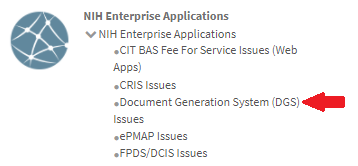 NIH Enterprise Applications
NIH Enterprise Applications
CIT BAS Fee For Service Issues (Web
Apps)
CRIS Issues
Document Generation System (DGS)
Issues
ePMAP Issues
FPDS/DCIS Issues